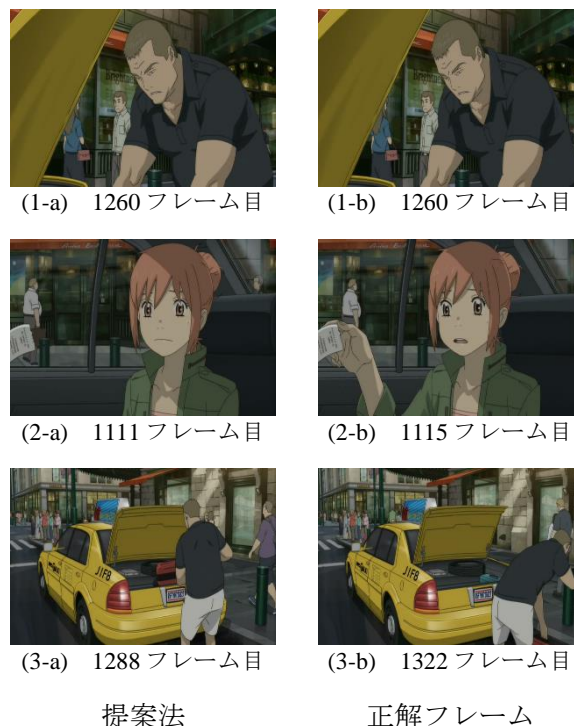 (1-a) 1260 フレーム目
(1-b) 1260 フレーム目
(2-a) 1111 フレーム目
(2-b) 1115 フレーム目
J1FB
J1FB
(3-a) 1288 フレーム目
(3-b) 1322 フレーム目
提案法
正解フレーム